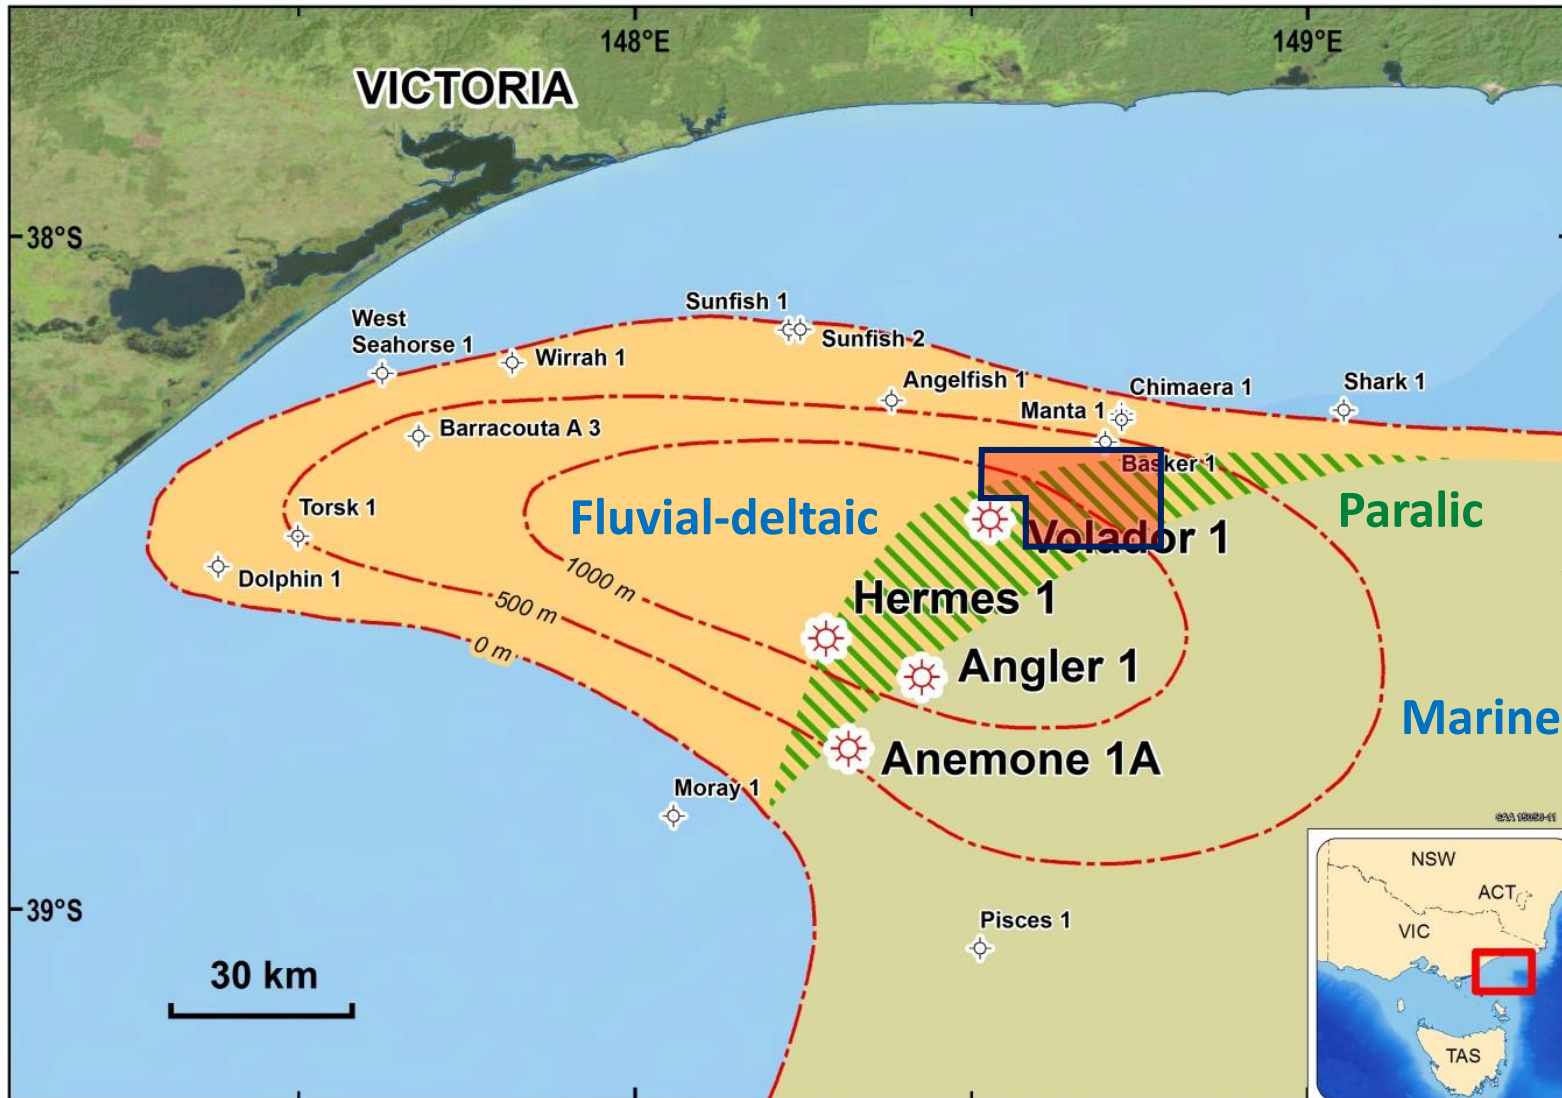 148°E
149°E
VICTORIA
38°S
Sunfish 1
West
Seahorse 1
Sunfish 2
Wirrah 1
Angelfish 1
Chimaera 1
Shark 1
Manta 1
Barracouta A 3
Basker 1
Torsk 1
Fluvial-deltaic
Paralic
Volador 1
Dolphin 1
1000 m
500 m
Hermes 1
0 m
Angler 1
Marine
Anemone 1A
Moray 1
39°S
Pisces 1
30 km
NSW
ACT
VIC
TAS